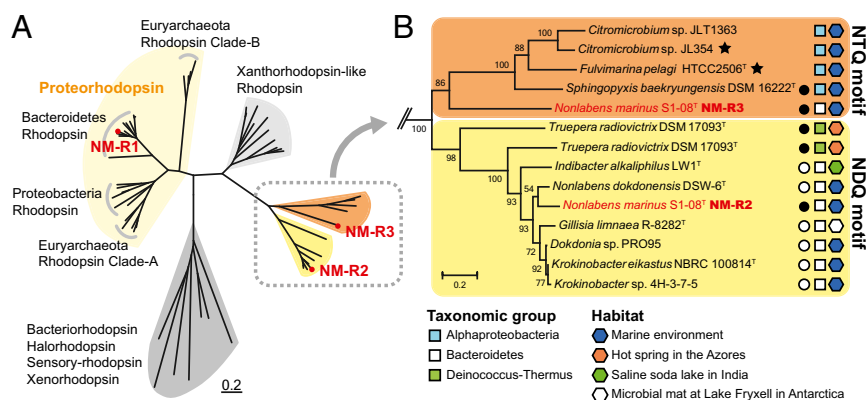 A
Euryarchaeota
Rhodopsin Clade-B
Proteorhodopsin
Xanthorhodopsin-like
Rhodopsin
Bacteroidetes
Rhodopsin
NM-R1
Proteobacteria
Rhodopsin
Euryarchaeota
Rhodopsin Clade-A
NM-R3
NM-R2
Bacteriorhodopsin
Halorhodopsin
Sensory-rhodopsin
Xenorhodopsin
0.2
B
Citromicrobium sp. JLT1363
Citromicrobium sp. JL354
Fulvimarina pelagi HTCC2506T
Sphingopyxis baekryungensis DSM 16222T
Nonlabens marinus S1-08T NM-R3
Truepera radiovictrix DSM 17093T
Truepera radiovictrix DSM 17093T
Indibacter alkaliphilus LW1T
Nonlabens dokdonensis DSW-6T
Nonlabens marinus S1-08T NM-R2
Gillisia limnaea R-8282T
Dokdonia sp. PRO95
Krokinobacter eikastus NBRC 100814T
Krokinobacter sp. 4H-3-7-5
100
88
86
100
98
100
54
93
93
72
92
77
0.2
NTQ motif
NDQ motif
Taxonomic group
Alphaproteobacteria
Bacteroidetes
Deinococcus-Thermus
Habitat
Marine environment
Hot spring in the Azores
Saline soda lake in India
Microbial mat at Lake Fryxell in Antarctica